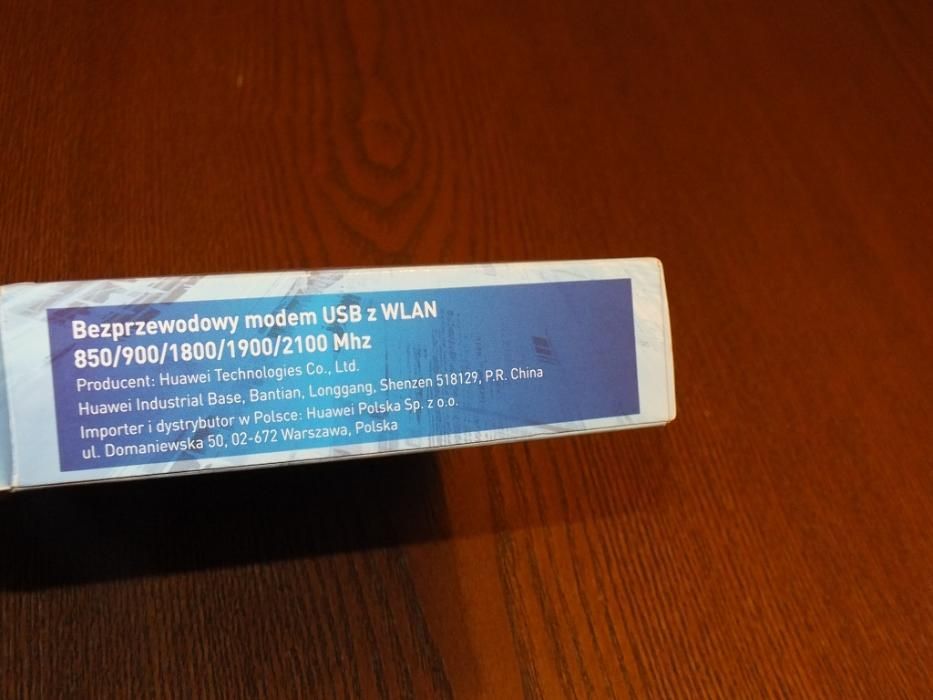 Bezprzewodowy modem USB z WLAN
850/900/1800/1900/2100 Mhz
Producent: Huawei Technologies Co., Ltd.
Huawei Industrial Base, Bantian, Longgang, Shenzen 518129, P.R. China
Importer i dystrybutor w Polsce: Huawei Polska Sp. z o.o.
ul. Domaniewska 50, 02-672 Warszawa, Polska